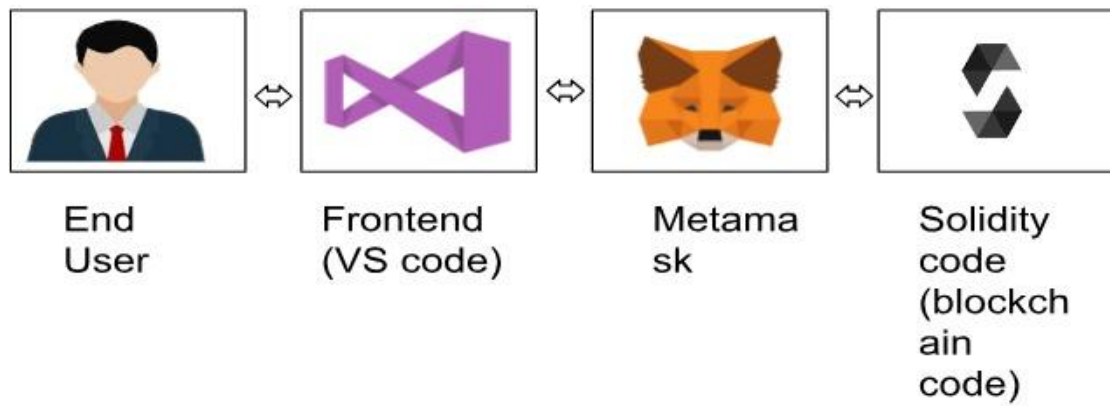 End
User
Frontend
(VS code)
Metama
sk
Solidity
code
(blockch
ain
code)